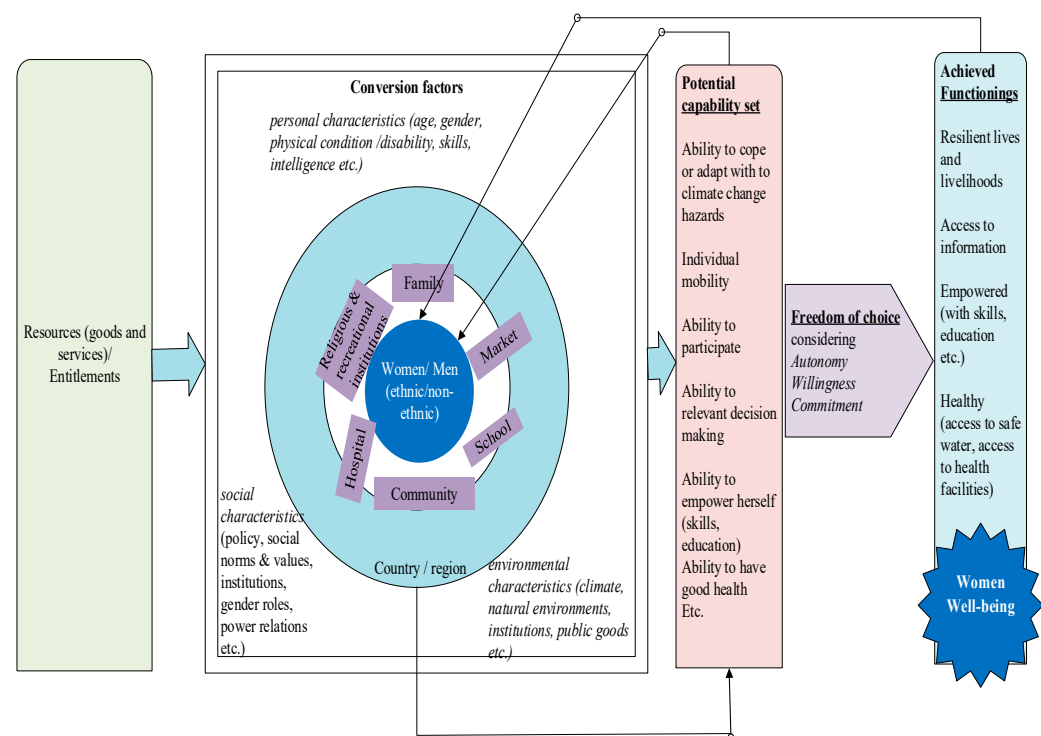 Resources (goods and
services)/
Entitlements
Conversion factors
personal characteristics (age, gender,
physical condition /disability, skills,
intelligence etc.)
Family
Religious &
recreational
institutions
Market
Women/ Men
(ethnic/non-
ethnic)
School
Hospital
Community
Country / region
social
characteristics
(policy, social
norms & values,
institutions,
gender roles,
power relations
etc.)
environmental
characteristics (climate,
natural environments,
institutions, public goods
etc.)
Potential
capability set
Ability to cope
or adapt with to
climate change
hazards
Individual
mobility
Ability to
participate
Ability to
relevant decision
making
Ability to
empower herself
(skills,
education)
Ability to have
good health
Etc.
Freedom of choice
considering
Autonomy
Willingness
Commitment
Achieved
Functionings
Resilient lives
and
livelihoods
Access to
information
Empowered
(with skills,
education
etc.)
Healthy
(access to safe
water, access
to health
facilities)
Women
Well-being